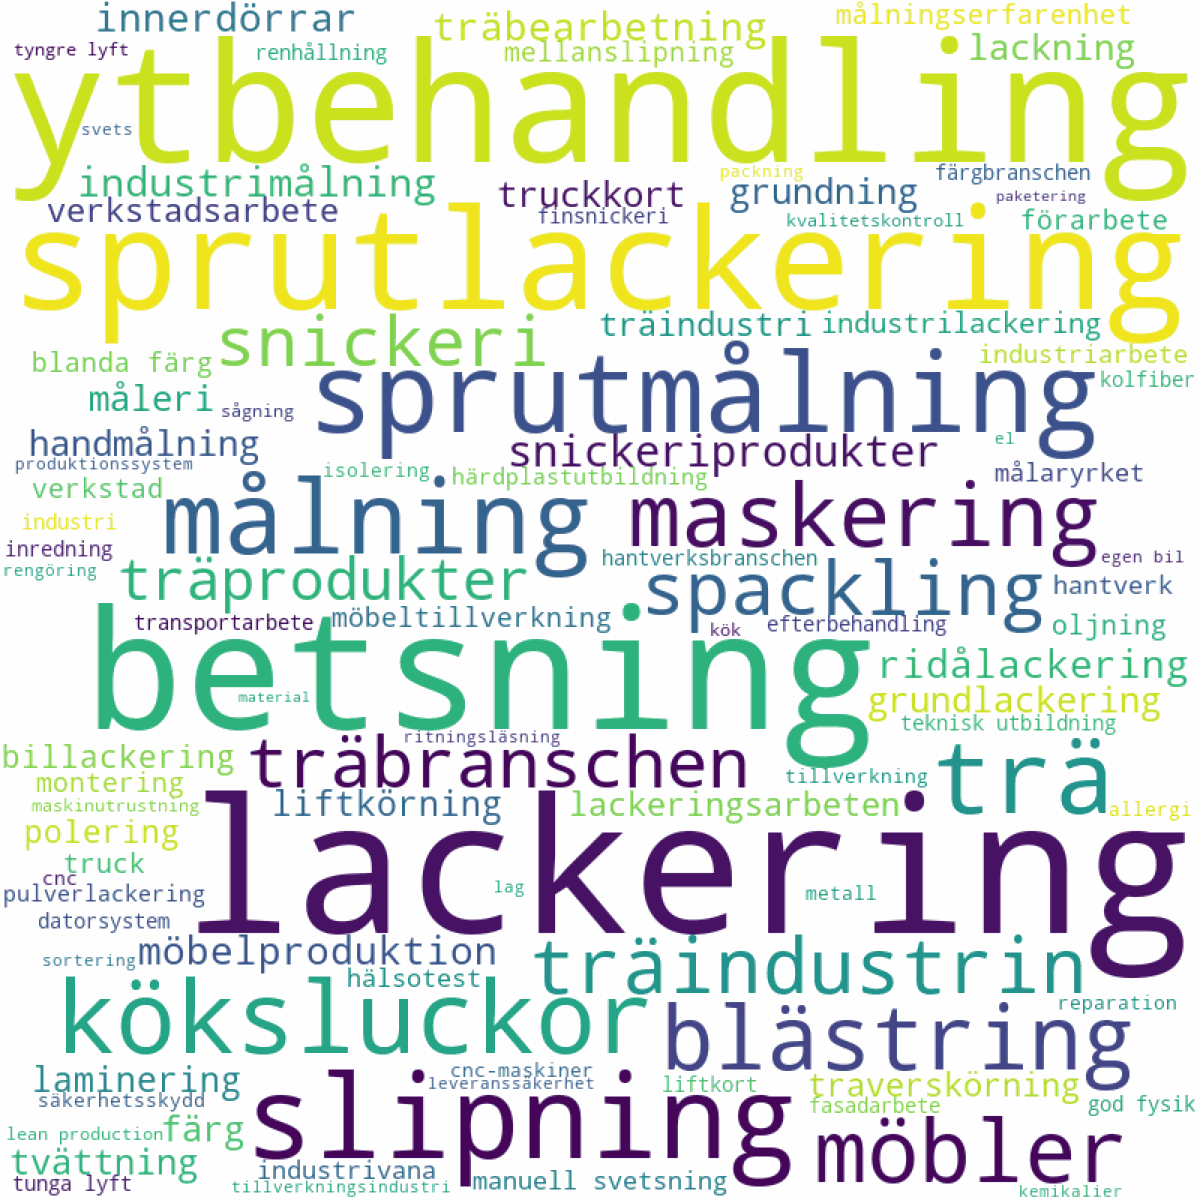 innerdörrar
träbearbetning
målningserfarenhet
tyngre lyft
renhållning
mellanslipning
lackning
ytbehandling
svets
industrimålning
truckkort
packning
grundning
färgbranschen
paketering
verkstadsarbete
finsnickeri
kvalitetskontroll
förarbete
sprutlackering
snickeri
träindustri
industrilackering
blanda färg
industriarbete
sprutmålning
kolfiber
måleri
sågning
handmålning
snickeriprodukter
el
produktionssystem
isolering
härdplastutbildning
målaryrket
verkstad
målning
maskering
industri
inredning
hantverksbranschen
egen bil
rengöring
träprodukter
spackling
hantverk
transportarbete
möbeltillverkning
kök
efterbehandling
oljning
betsning
ridålackering
material
grundlackering
teknisk utbildning
ritningsläsning
billackering
träbranschen
tillverkning
trä
montering
maskinutrustning
liftkörning
lackeringsarbeten
allergi
polering
lackering
truck
cnc
pulverlackering
lag
metall
datorsystem
möbelproduktion
träindustrin
sortering
hälsotest
köksluckor
reparation
blästring
laminering
cnc-maskiner
leveranssäkerhet
liftkort
traverskörning
säkerhetsskydd
slipning
fasadarbete
god fysik
lean production
färg
möbler
tvättning
industrivana
manuell svetsning
tunga lyft
tillverkningsindustri
kemikalier